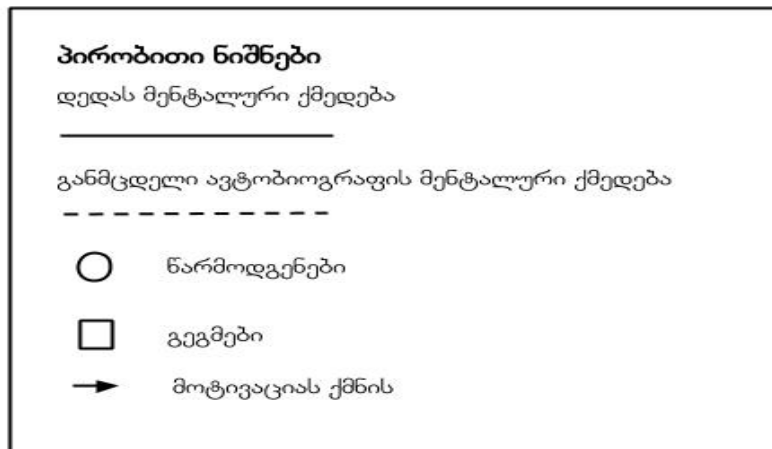 პირობითი ნიშნები
დედას მენტალური ქმედება
განმცდელი ავტობიოგრაფის მენტალური ქმედება
წარმოდგენები
გეგმები
მოტივაციას ქმნის